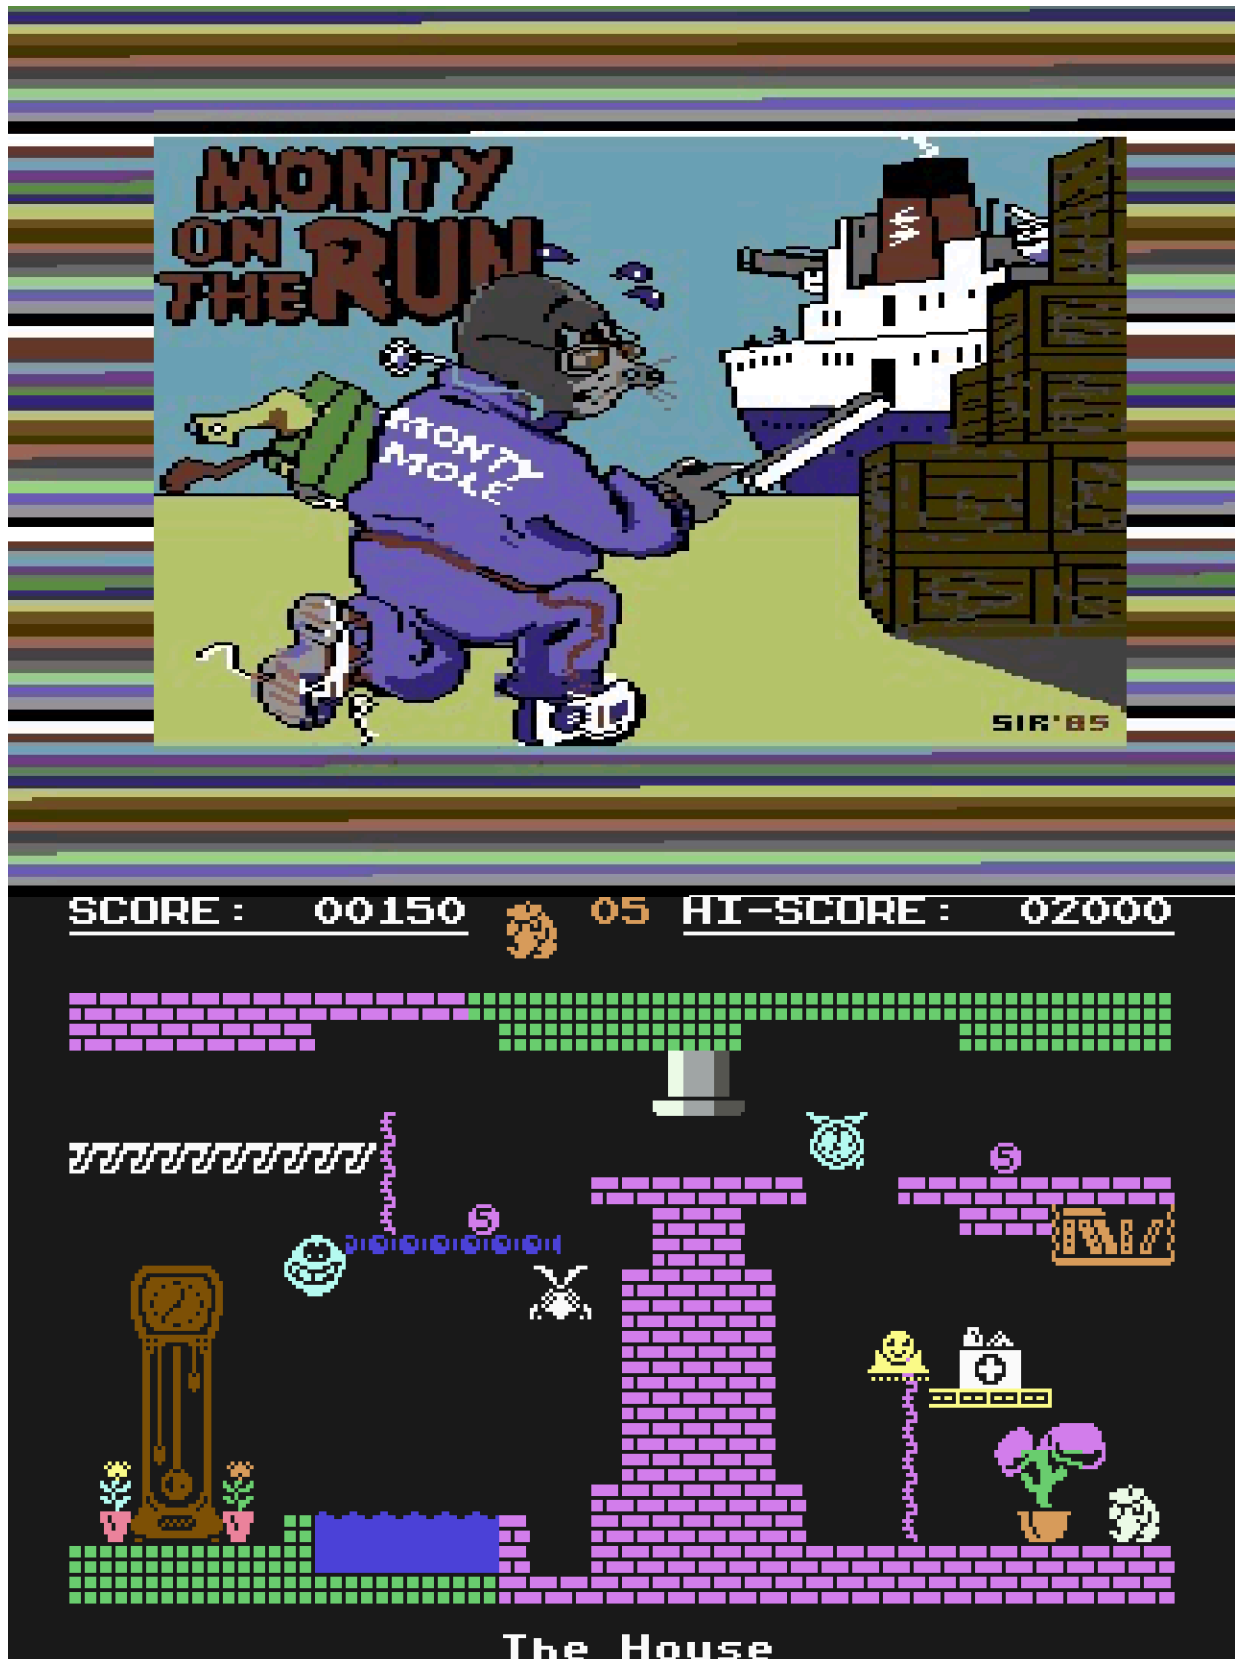 MONTY
ON
THE RUN
MONTY
MOLE
SIR'85
SCORE: 00150 05 HI-SCORE: 02000
S
S
The House